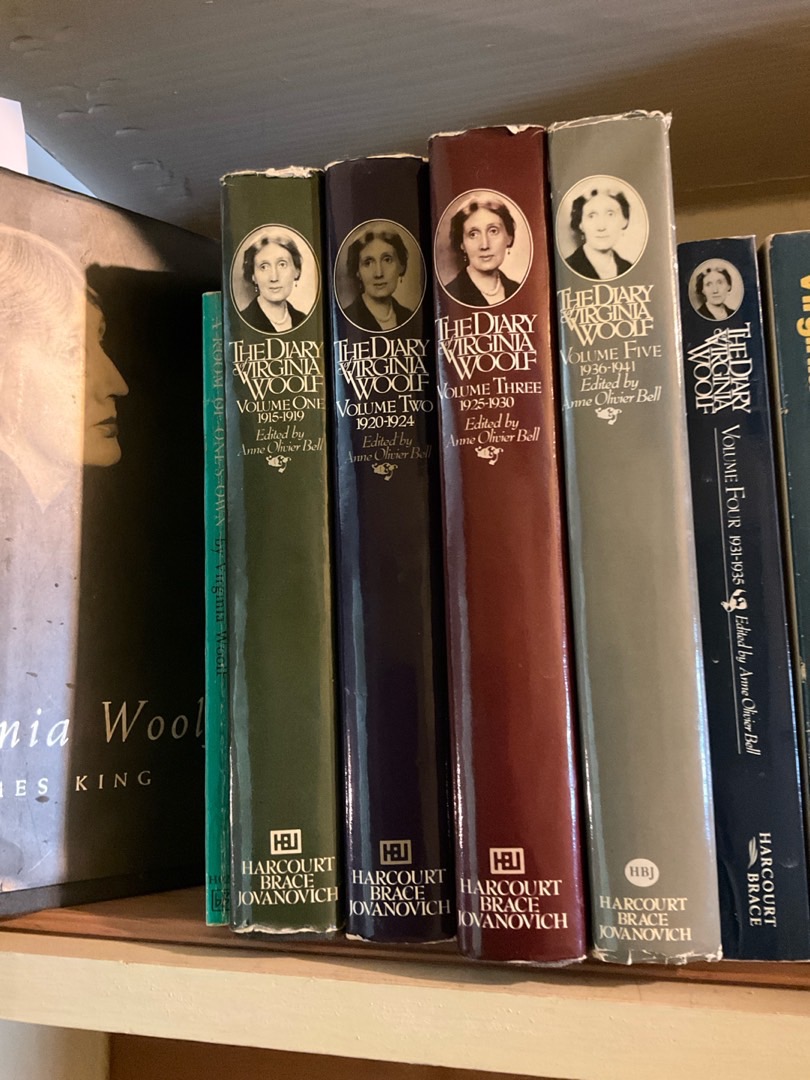 nia Woolf
MES KING
A ROOM OF ONE'S OWN by Virginia Woolf
THE DIARY
OF VIRGINIA
WOOLF
VOLUME ONE
1915-1919
Edited by
Anne Olivier Bell
HBJ
HARCOURT
BRACE
JOVANOVICH
THE DIARY
OF VIRGINIA
WOOLF
VOLUME TWO
1920-1924
Edited by
Anne Olivier Bell
HBJ
HARCOURT
BRACE
JOVANOVICH
THE DIARY
OF VIRGINIA
WOOLF
VOLUME THREE
1925-1930
Edited by
Anne Olivier Bell
HBJ
HARCOURT
BRACE
JOVANOVICH
THE DIARY
OF VIRGINIA
WOOLF
VOLUME FIVE
1936-1941
Edited by
Anne Olivier Bell
HBJ
HARCOURT
BRACE
JOVANOVICH
THE DIARY
OF VIRGINIA
WOOLF
VOLUME FOUR 1931-1935 Edited by Anne Olivier Bell
HARCOURT
BRACE